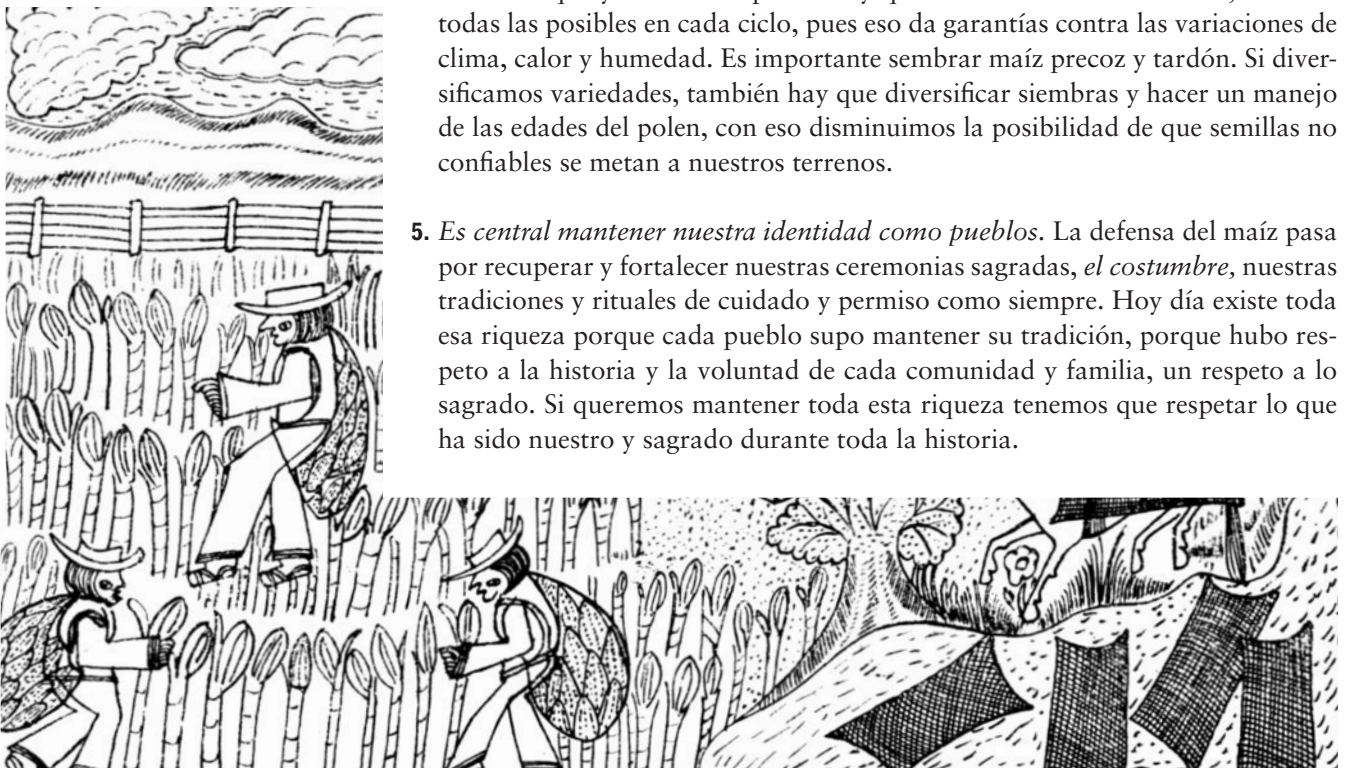 todas las posibles en cada ciclo, pues eso da garantías contra las variaciones de
clima, calor y humedad. Es importante sembrar maíz precoz y tardón. Si diver-
sificamos variedades, también hay que diversificar siembras y hacer un manejo
de las edades del polen, con eso disminuimos la posibilidad de que semillas no
confiables se metan a nuestros terrenos.
5. Es central mantener nuestra identidad como pueblos. La defensa del maíz pasa
por recuperar y fortalecer nuestras ceremonias sagradas, el costumbre, nuestras
tradiciones y rituales de cuidado y permiso como siempre. Hoy día existe toda
esa riqueza porque cada pueblo supo mantener su tradición, porque hubo res-
peto a la historia y la voluntad de cada comunidad y familia, un respeto a lo
sagrado. Si queremos mantener toda esta riqueza tenemos que respetar lo que
ha sido nuestro y sagrado durante toda la historia.